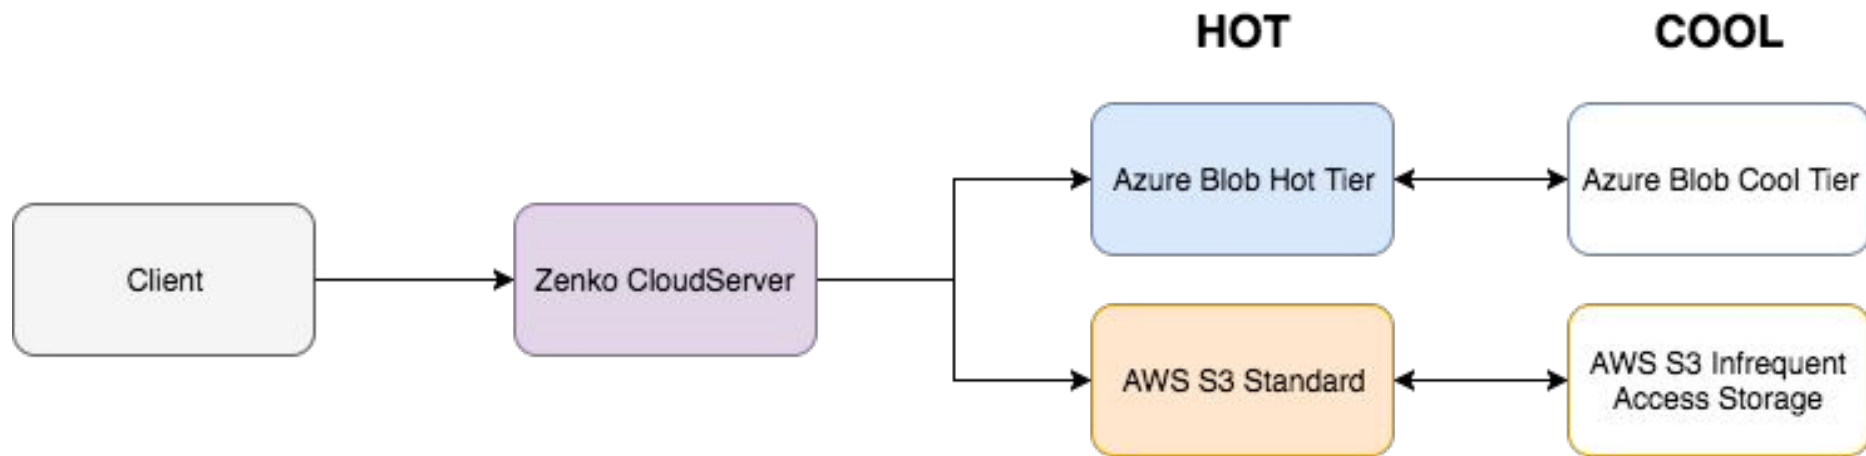 HOT
COOL
Azure Blob Hot Tier
Azure Blob Cool Tier
Client
Zenko CloudServer
AWS S3 Standard
AWS S3 Infrequent
Access Storage